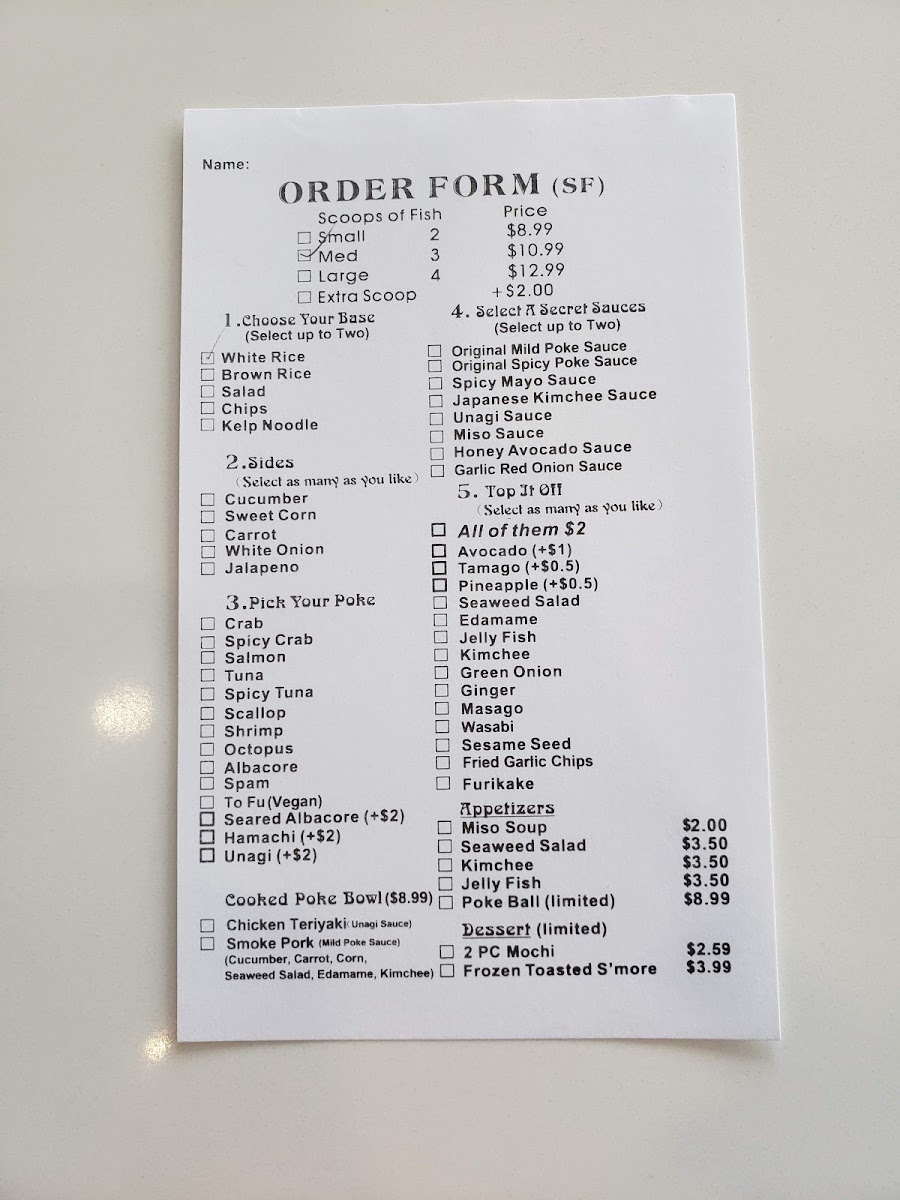 Name:
ORDER FORM (SF)
Scoops of Fish Price
Small 2 $8.99
Med 3 $10.99
Large 4 $12.99
Extra Scoop +$2.00
1.Choose Your Base
(Select up to Two)
White Rice
Brown Rice
Salad
Chips
Kelp Noodle
2.Sides
(Select as many as you like)
Cucumber
Sweet Corn
Carrot
White Onion
Jalapeno
3.Pick Your Poke
Crab
Spicy Crab
Salmon
Tuna
Spicy Tuna
Scallop
Shrimp
Octopus
Albacore
Spam
To Fu(Vegan)
Seared Albacore (+$2)
Hamachi (+$2)
Unagi (+$2)
Cooked Poke Bowl($8.99)
Chicken Teriyaki(Unagi Sauce)
Smoke Pork (Mild Poke Sauce)
(Cucumber, Carrot, Corn,
Seaweed Salad, Edamame, Kimchee)
4. Select A Secret Sauces
(Select up to Two)
Original Mild Poke Sauce
Original Spicy Poke Sauce
Spicy Mayo Sauce
Japanese Kimchee Sauce
Unagi Sauce
Miso Sauce
Honey Avocado Sauce
Garlic Red Onion Sauce
5. Top It Off
(Select as many as you like)
All of them $2
Avocado (+$1)
Tamago (+$0.5)
Pineapple (+$0.5)
Seaweed Salad
Edamame
Jelly Fish
Kimchee
Green Onion
Ginger
Masago
Wasabi
Sesame Seed
Fried Garlic Chips
Furikake
Appetizers
Miso Soup $2.00
Seaweed Salad $3.50
Kimchee $3.50
Jelly Fish $3.50
Poke Ball (limited) $8.99
Dessert (limited)
2 PC Mochi $2.59
Frozen Toasted S'more $3.99